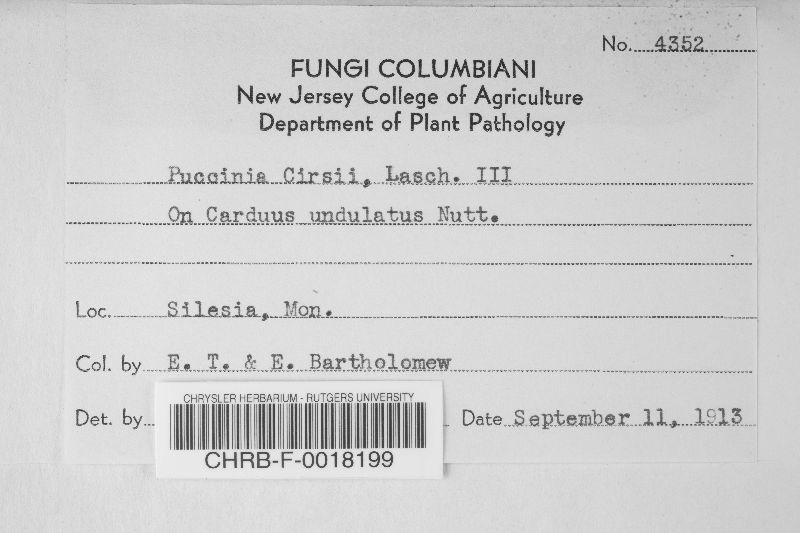 No. 4352
FUNGI COLUMBIANI
New Jersey College of Agriculture
Department of Plant Pathology
Puccinia Cirsii, Lasch. III
On Carduus undulatus Nutt.
Loc. Silesia, Mon.
Col. by E. T. & E. Bartholomew
Det. by Date September 11, 1913
CHRYSLER HERBARIUM - RUTGERS UNIVERSITY
CHRB-F-0018199